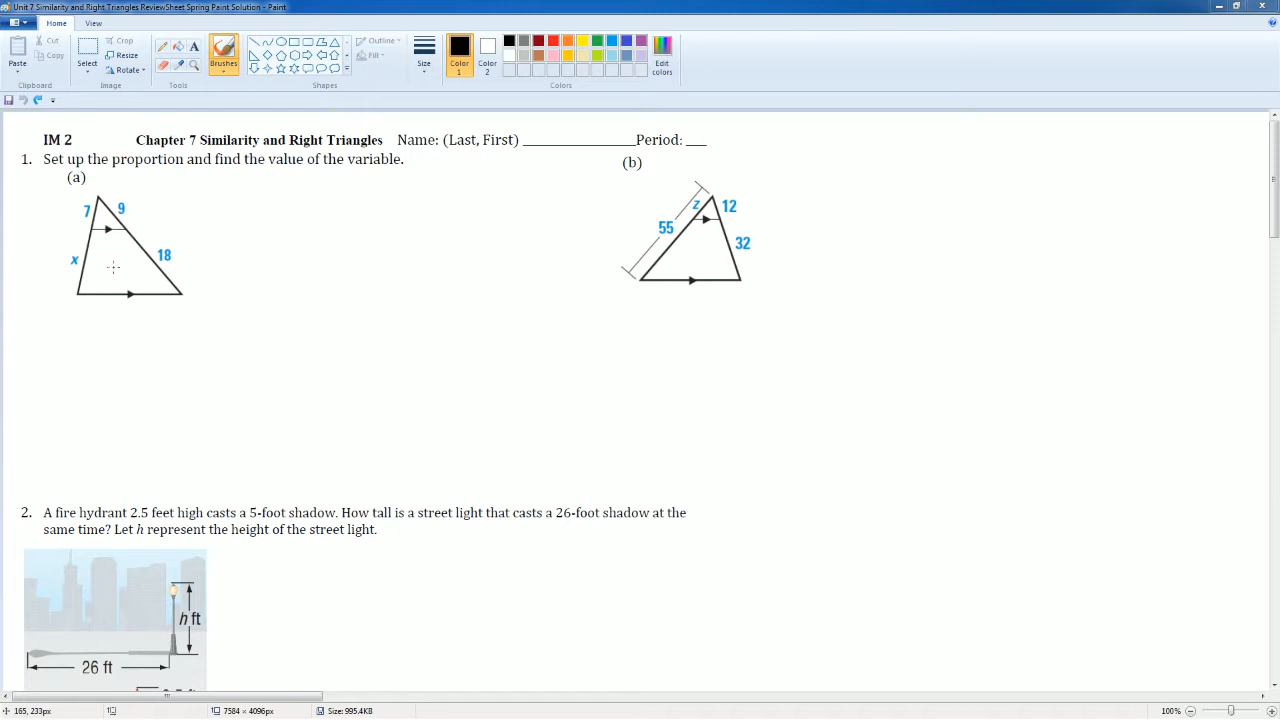 Unit 7 Similarity and Right Triangles ReviewSheet Spring Paint Solution - Paint
Home View
Paste
Cut
Copy
Clipboard
Select
Crop
Resize
Rotate
Image
A
Tools
Brushes
Outline
Fill
Shapes
Size
Color 1
Color 2
Edit colors
Colors
IM 2 Chapter 7 Similarity and Right Triangles Name: (Last, First) ________________Period: ___
1. Set up the proportion and find the value of the variable.
(a) (b)
7 9
x 18
z 12
55 32
2. A fire hydrant 2.5 feet high casts a 5-foot shadow. How tall is a street light that casts a 26-foot shadow at the
same time? Let h represent the height of the street light.
h ft
26 ft
165, 233px 7584 × 4096px Size: 995.4KB 100%